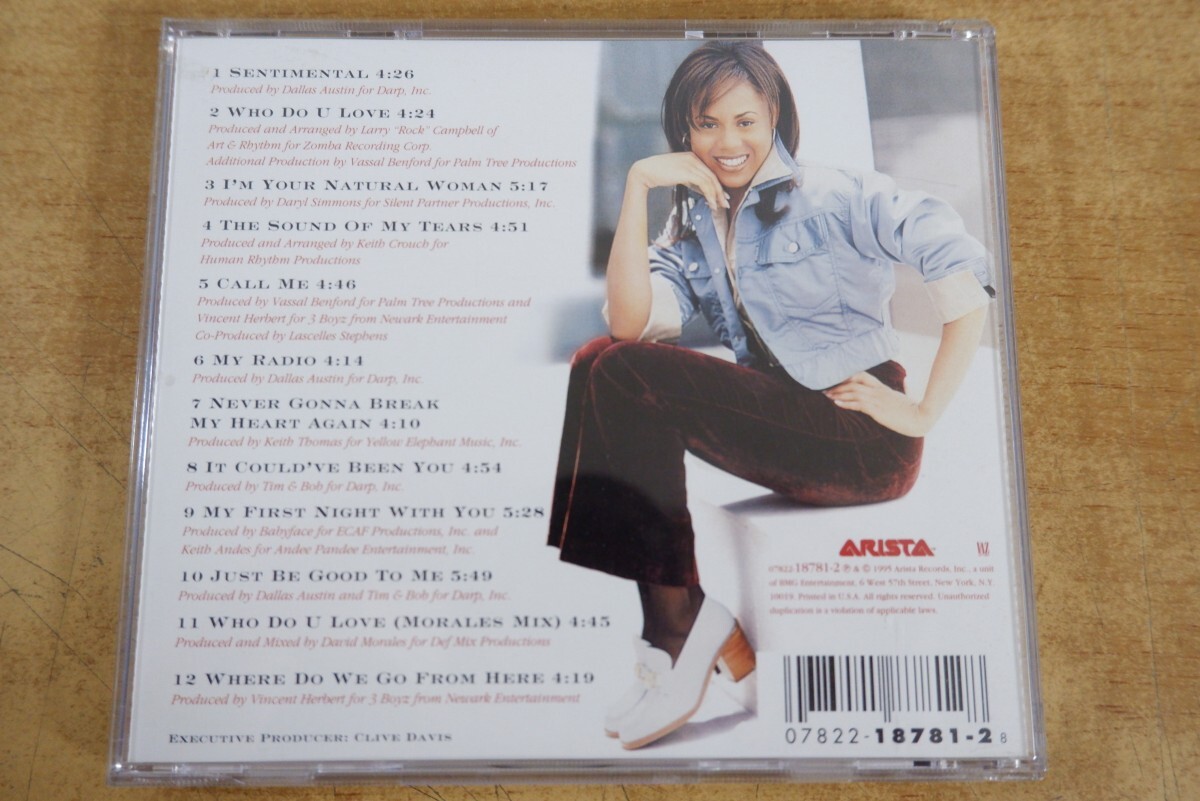 1 SENTIMENTAL 4:26
Produced by Dallas Austin for Darp, Inc.
2 WHO DO U LOVE 4:24
Produced and Arranged by Larry "Rock" Campbell of
Art & Rhythm for Zomba Recording Corp.
Additional Production by Vassal Benford for Palm Tree Productions
3 I'M YOUR NATURAL WOMAN 5:17
Produced by Daryl Simmons for Silent Partner Productions, Inc.
4 THE SOUND OF MY TEARS 4:51
Produced and Arranged by Keith Crouch for
Human Rhythm Productions
5 CALL ME 4:46
Produced by Vassal Benford for Palm Tree Productions and
Vincent Herbert for 3 Boyz from Newark Entertainment
Co-Produced by Lascelles Stephens
6 MY RADIO 4:14
Produced by Dallas Austin for Darp, Inc.
7 NEVER GONNA BREAK
MY HEART AGAIN 4:10
Produced by Keith Thomas for Yellow Elephant Music, Inc.
8 IT COULD'VE BEEN YOU 4:54
Produced by Tim & Bob for Darp, Inc.
9 MY FIRST NIGHT WITH YOU 5:28
Produced by Babyface for ECAF Productions, Inc. and
Keith Andes for Andee Pandee Entertainment, Inc.
10 JUST BE GOOD TO ME 5:49
Produced by Dallas Austin and Tim & Bob for Darp, Inc.
11 WHO DO U LOVE (MORALES MIX) 4:45
Produced and Mixed by David Morales for Def Mix Productions
12 WHERE DO WE GO FROM HERE 4:19
Produced by Vincent Herbert for 3 Boyz from Newark Entertainment
EXECUTIVE PRODUCER: CLIVE DAVIS
ARISTA
07822-18781-2 ℗ & © 1995 Arista Records, Inc., a unit
of BMG Entertainment, 6 West 57th Street, New York, N.Y.
10019. Printed in U.S.A. All rights reserved. Unauthorized
duplication is a violation of applicable laws.
07822-18781-2 8